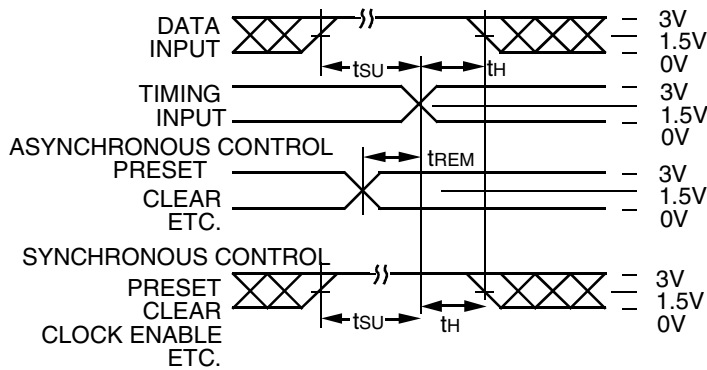 DATA
INPUT
3V
1.5V
0V
tSU
tH
TIMING
INPUT
3V
1.5V
0V
ASYNCHRONOUS CONTROL
PRESET
CLEAR
ETC.
tREM
3V
1.5V
0V
SYNCHRONOUS CONTROL
PRESET
CLEAR
CLOCK ENABLE
ETC.
tSU
tH
3V
1.5V
0V